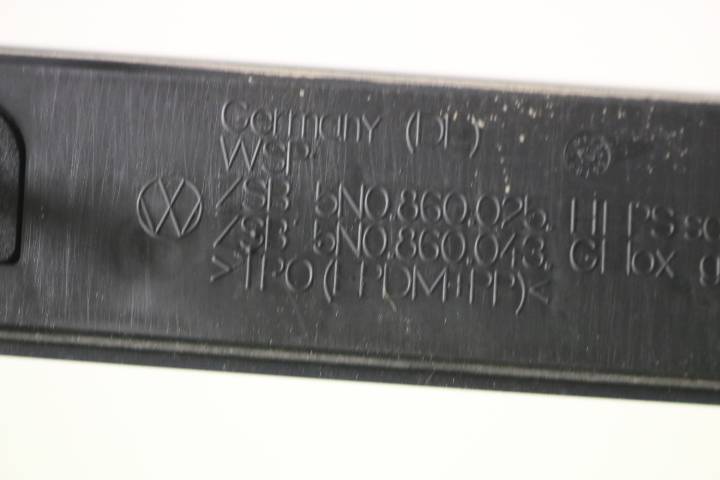 Germany (DE)
WSP:
ZSB 5N0.860.025.
ZSB 5N0.860.043.
>TPO(EPDM+PP)<